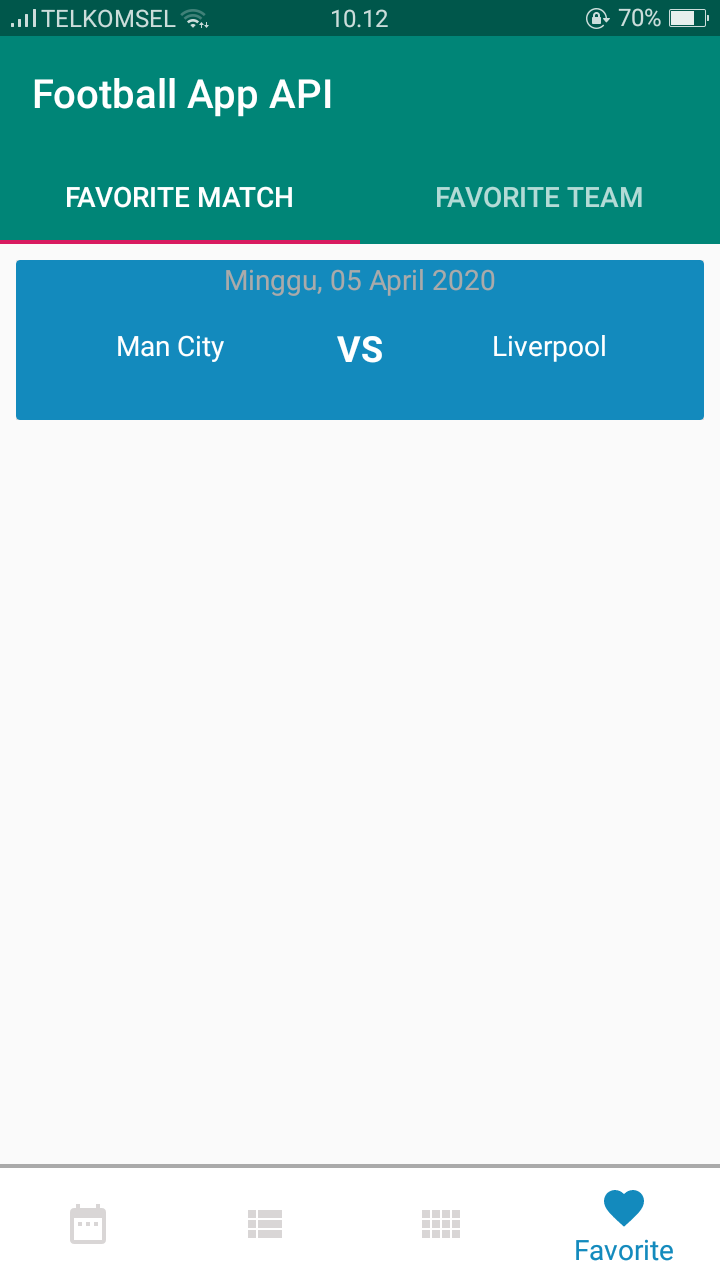 TELKOMSEL 10.12 70%
Football App API
FAVORITE MATCH FAVORITE TEAM
Minggu, 05 April 2020
Man City VS Liverpool
Favorite